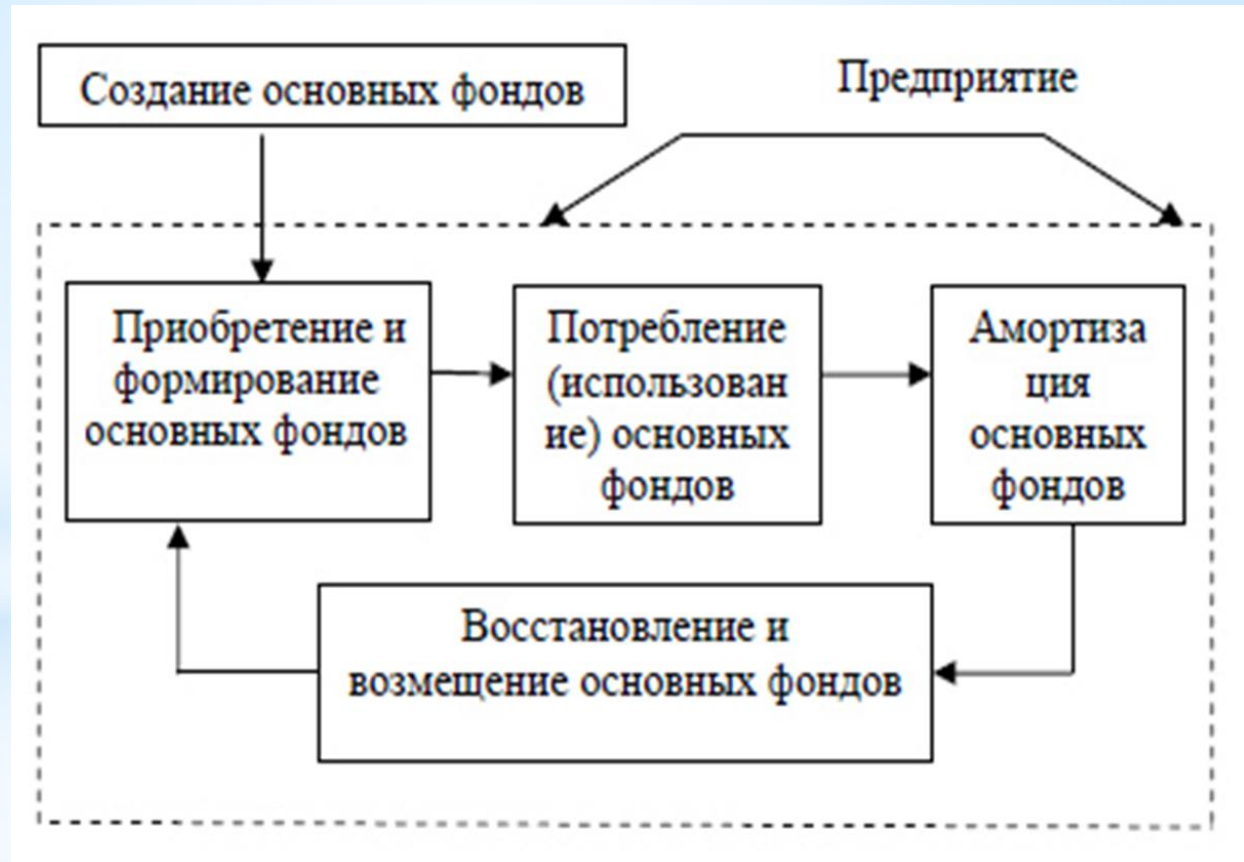 Создание основных фондов
Предприятие
Приобретение и
формирование
основных фондов
Потребление
(использован
ие) основных
фондов
Амортиза
ция
основных
фондов
Восстановление и
возмещение основных фондов